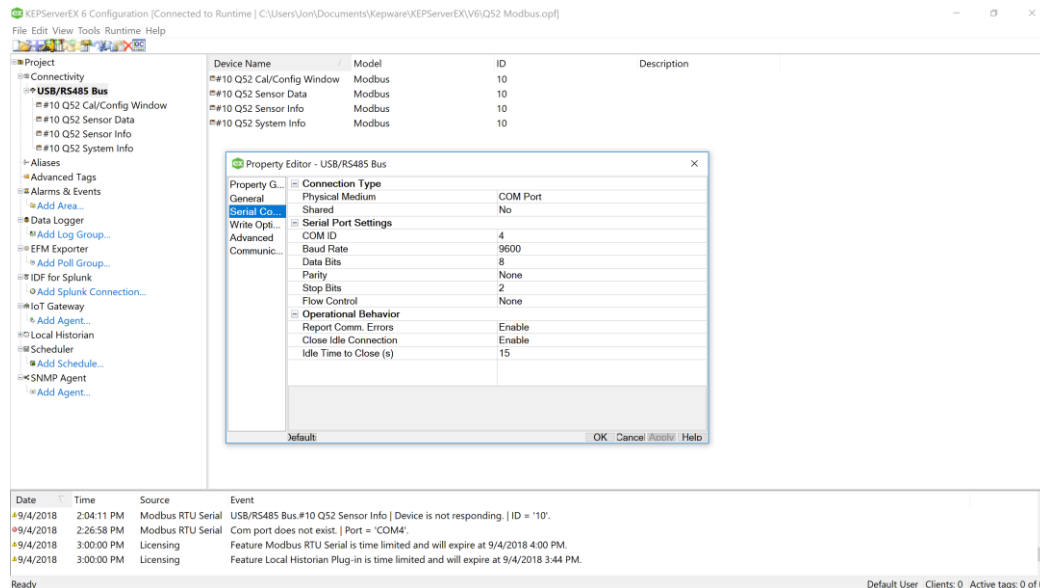 KEPServerEX 6 Configuration [Connected to Runtime | C:\Users\Jon\Documents\Kepware\KEPServerEX\V6\Q52 Modbus.opf]
File Edit View Tools Runtime Help
Project
Connectivity
USB/RS485 Bus
#10 Q52 Cal/Config Window
#10 Q52 Sensor Data
#10 Q52 Sensor Info
#10 Q52 System Info
Aliases
Advanced Tags
Alarms & Events
Add Area...
Data Logger
Add Log Group...
EFM Exporter
Add Poll Group...
IDF for Splunk
Add Splunk Connection...
IoT Gateway
Add Agent...
Local Historian
Scheduler
Add Schedule...
SNMP Agent
Add Agent...
Device Name Model ID Description
#10 Q52 Cal/Config Window Modbus 10
#10 Q52 Sensor Data Modbus 10
#10 Q52 Sensor Info Modbus 10
#10 Q52 System Info Modbus 10
Property Editor - USB/RS485 Bus
Property G...
General
Serial Co...
Write Opti...
Advanced
Communic...
Connection Type
Physical Medium COM Port
Shared No
Serial Port Settings
COM ID 4
Baud Rate 9600
Data Bits 8
Parity None
Stop Bits 2
Flow Control None
Operational Behavior
Report Comm. Errors Enable
Close Idle Connection Enable
Idle Time to Close (s) 15
Defaults OK Cancel Apply Help
Date Time Source Event
9/4/2018 2:04:11 PM Modbus RTU Serial USB/RS485 Bus.#10 Q52 Sensor Info | Device is not responding. | ID = '10'.
9/4/2018 2:26:58 PM Modbus RTU Serial Com port does not exist. | Port = 'COM4'.
9/4/2018 3:00:00 PM Licensing Feature Modbus RTU Serial is time limited and will expire at 9/4/2018 4:00 PM.
9/4/2018 3:00:00 PM Licensing Feature Local Historian Plug-in is time limited and will expire at 9/4/2018 3:44 PM.
Ready Default User Clients: 0 Active tags: 0 of